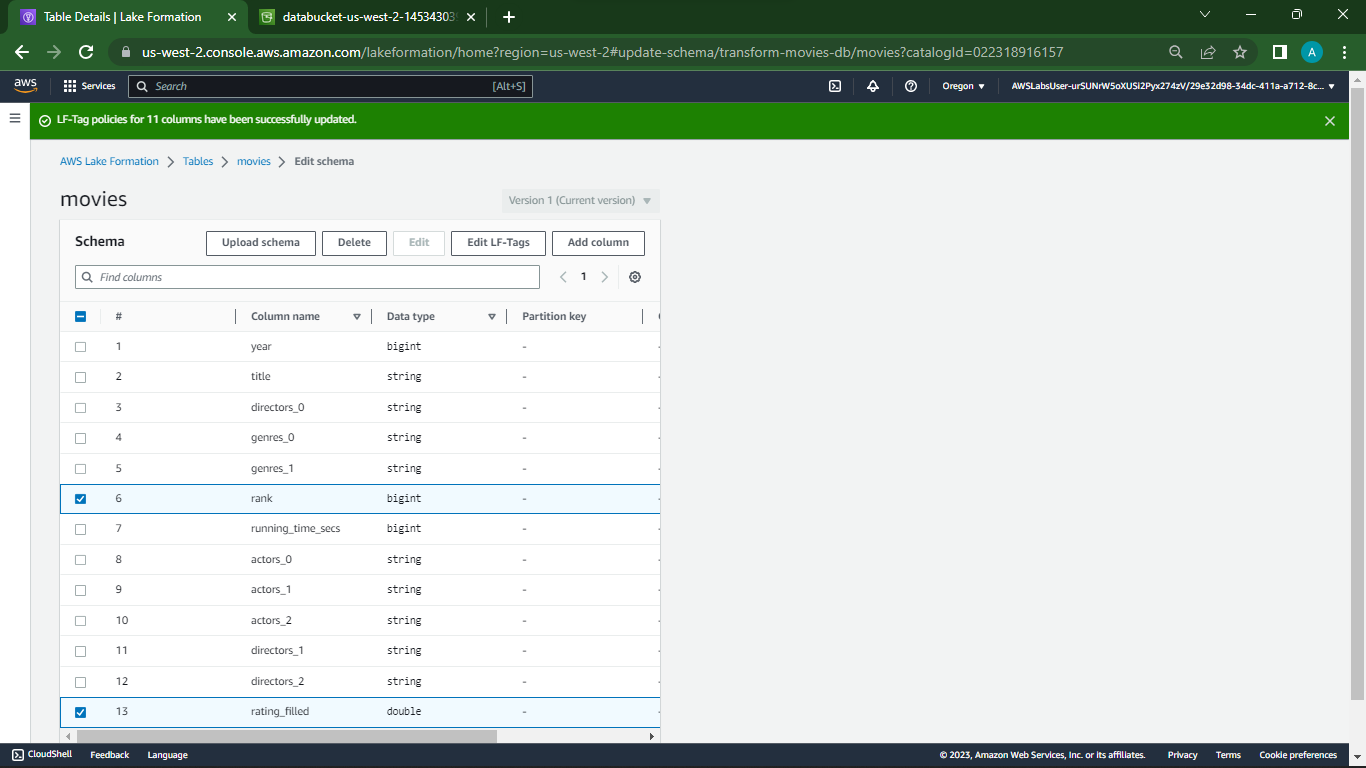 Table Details | Lake Formation
databucket-us-west-2-14534303
us-west-2.console.aws.amazon.com/lakeformation/home?region=us-west-2#update-schema/transform-movies-db/movies?catalogId=022318916157
A
aws
Services
Search
[Alt+S]
Oregon
AWSLabsUser-urSUNrW5oXUSi2Pyx274zV/29e32d98-34dc-411a-a712-8c...
LF-Tag policies for 11 columns have been successfully updated.
AWS Lake Formation > Tables > movies > Edit schema
movies
Version 1 (Current version)
Schema
Upload schema
Delete
Edit
Edit LF-Tags
Add column
Find columns
1
# Column name Data type Partition key
1 year bigint -
2 title string -
3 directors_0 string -
4 genres_0 string -
5 genres_1 string -
6 rank bigint -
7 running_time_secs bigint -
8 actors_0 string -
9 actors_1 string -
10 actors_2 string -
11 directors_1 string -
12 directors_2 string -
13 rating_filled double -
CloudShell Feedback Language
© 2023, Amazon Web Services, Inc. or its affiliates. Privacy Terms Cookie preferences